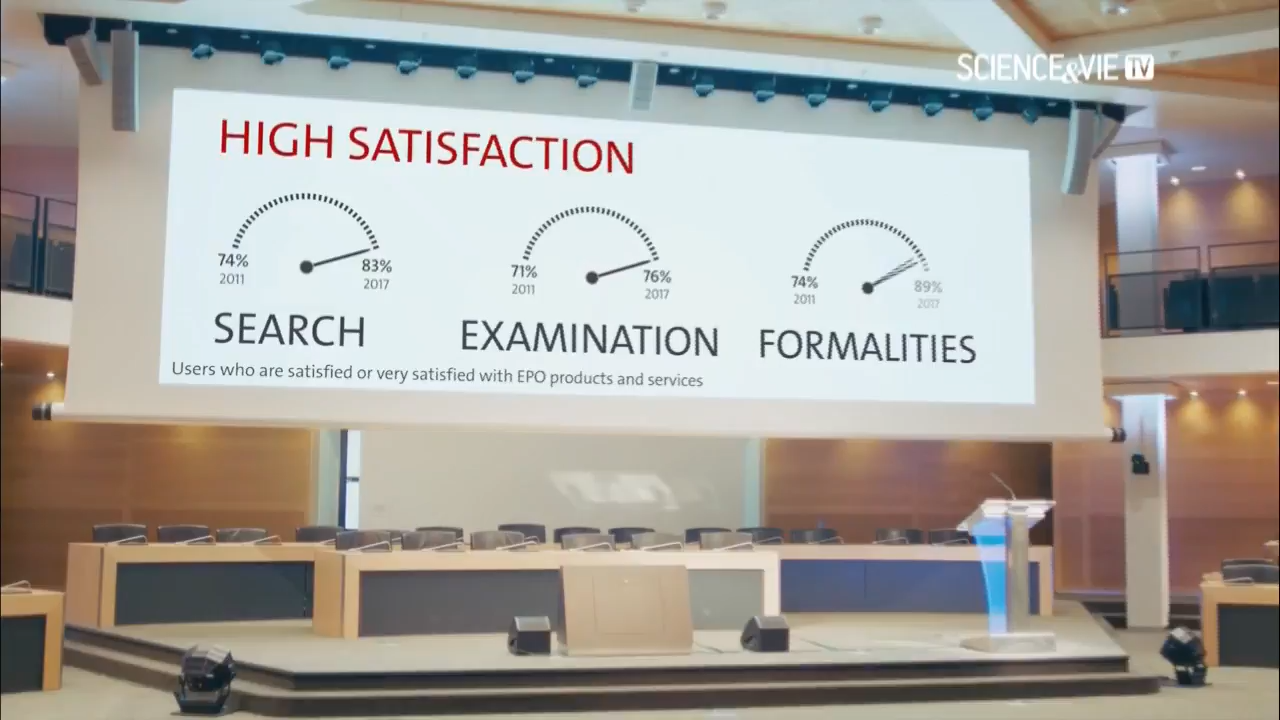 SCIENCE&VIE TV
HIGH SATISFACTION
74%
2011
83%
2017
71%
2011
76%
2017
74%
2011
89%
2017
SEARCH
EXAMINATION
FORMALITIES
Users who are satisfied or very satisfied with EPO products and services